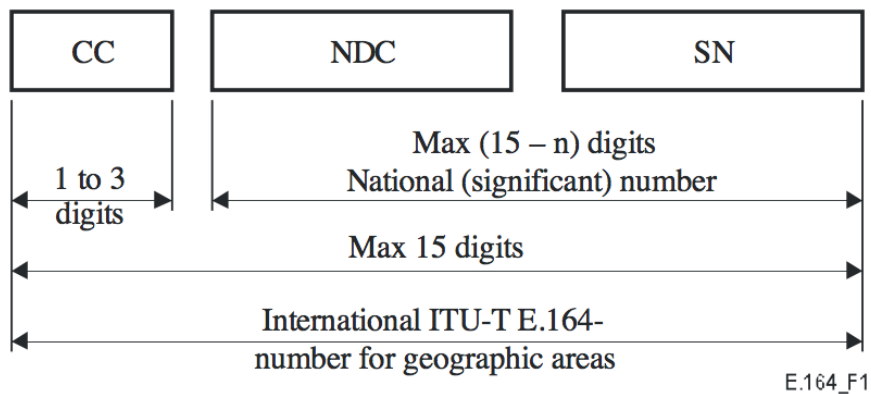 CC
NDC
SN
Max (15 – n) digits
National (significant) number
1 to 3
digits
Max 15 digits
International ITU-T E.164-
number for geographic areas
E.164_F1